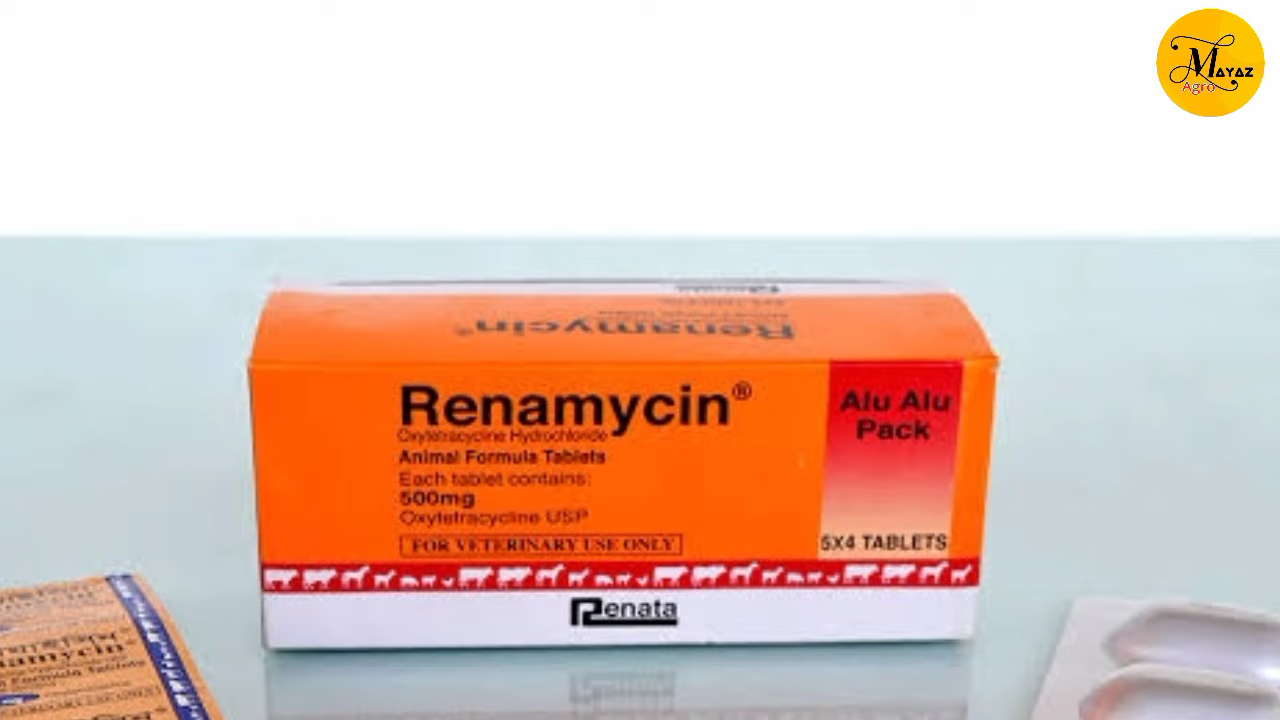 Mayaz
Agro
Renamycin
Renamycin®
Oxytetracycline Hydrochloride
Animal Formula Tablets
Each tablet contains:
500mg
Oxytetracycline USP
FOR VETERINARY USE ONLY
Alu Alu
Pack
5X4 TABLETS
Renata